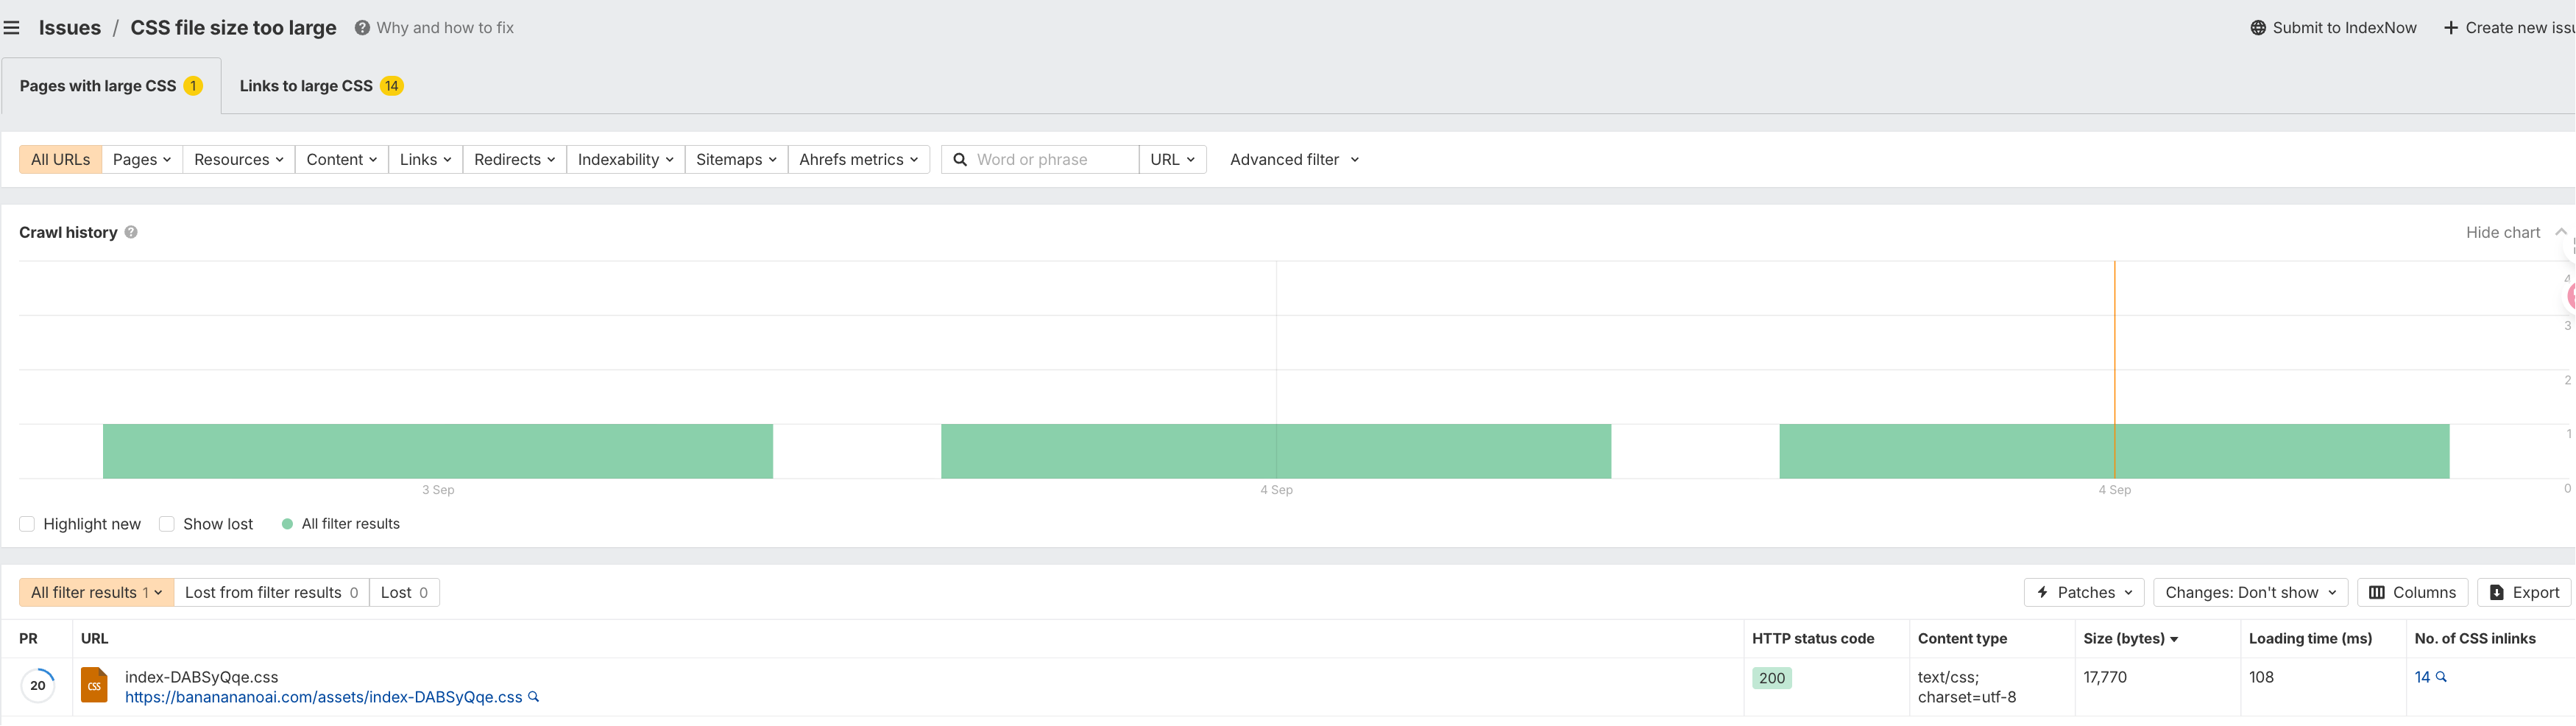 Issues / CSS file size too large Why and how to fix Submit to IndexNow Create new
Pages with large CSS 1 Links to large CSS 14
All URLs Pages Resources Content Links Redirects Indexability Sitemaps Ahrefs metrics Word or phrase URL Advanced filter
Crawl history Hide chart
4
3
2
1
0
3 Sep 4 Sep 4 Sep
Highlight new Show lost All filter results
All filter results 1 Lost from filter results 0 Lost 0 Patches Changes: Don't show Columns Export
PR URL HTTP status code Content type Size (bytes) Loading time (ms) No. of CSS inlinks
20 CSS index-DABSyQqe.css 200 text/css; 17,770 108 14
https://bananananoai.com/assets/index-DABSyQqe.css charset=utf-8